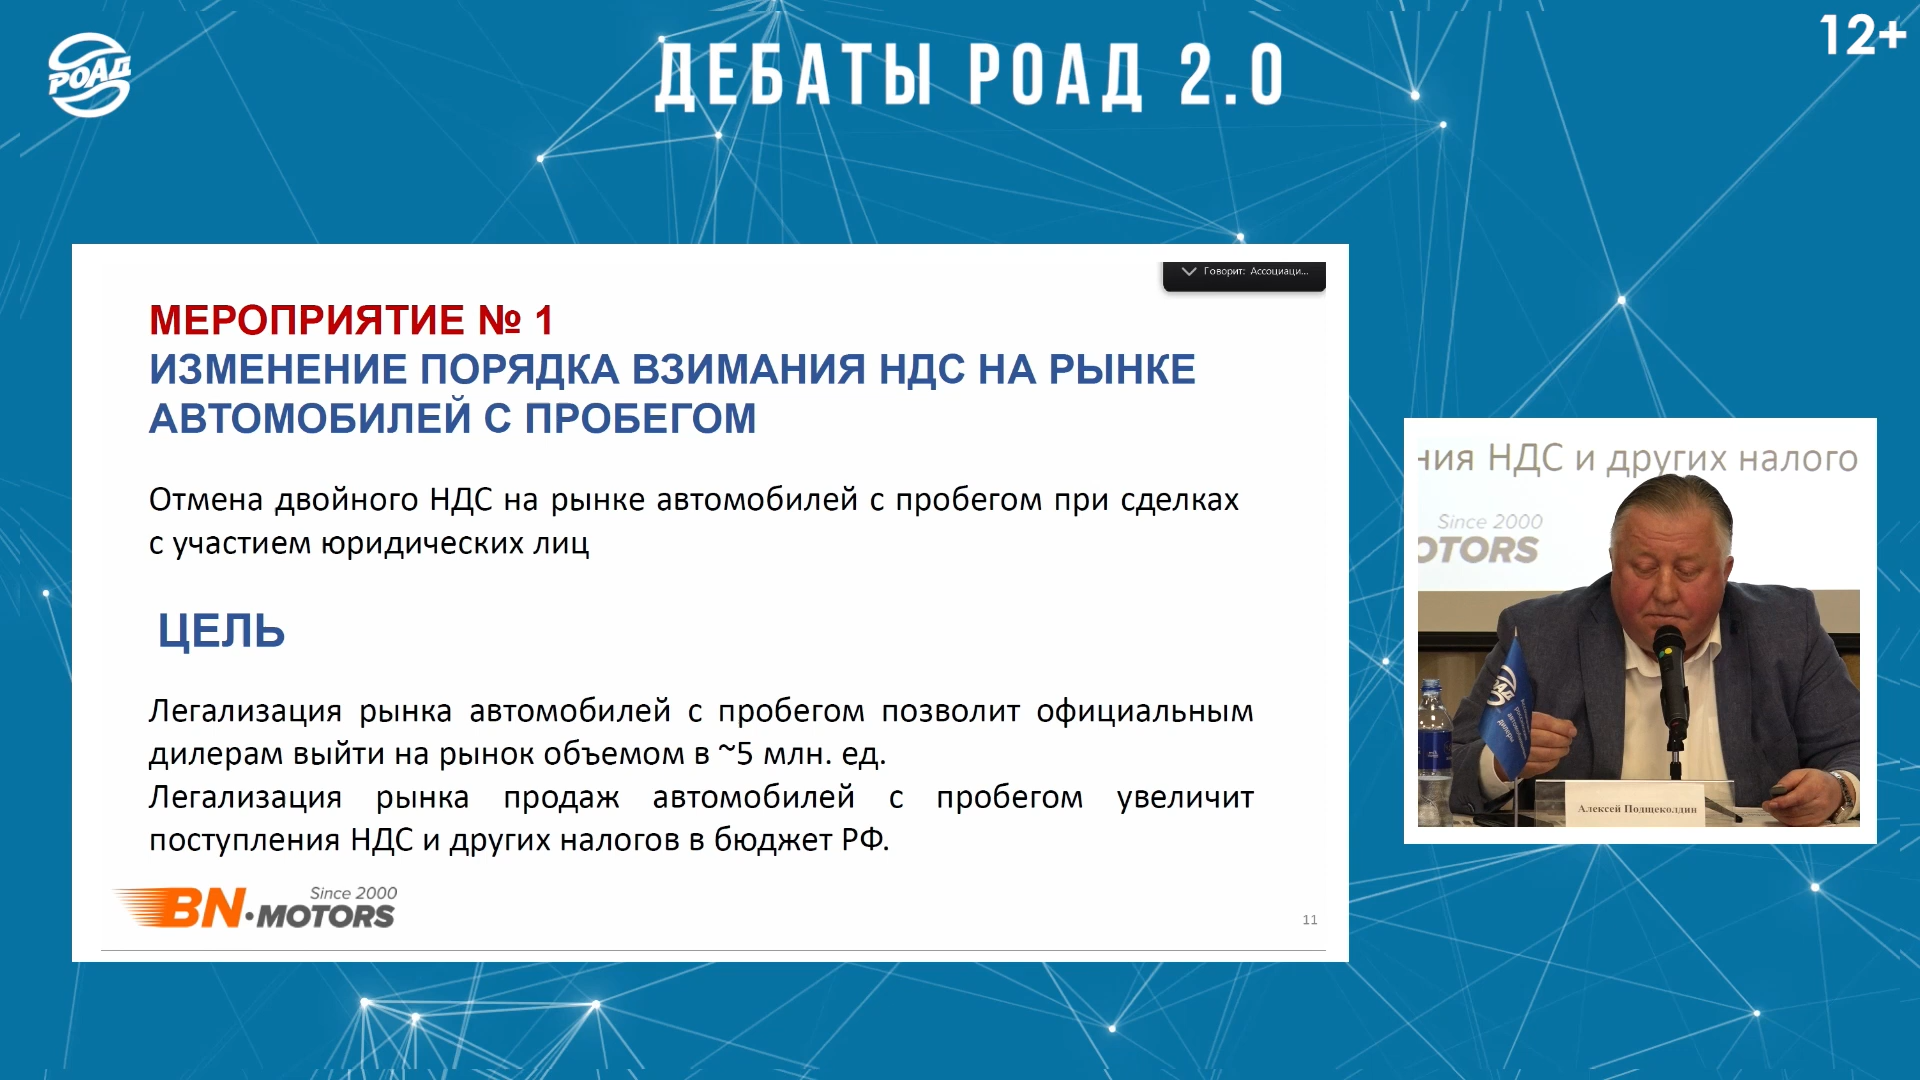 РОАД
ДЕБАТЫ РОАД 2.0
12+
Говорит: Ассоциаци...
МЕРОПРИЯТИЕ № 1
ИЗМЕНЕНИЕ ПОРЯДКА ВЗИМАНИЯ НДС НА РЫНКЕ
АВТОМОБИЛЕЙ С ПРОБЕГОМ
Отмена двойного НДС на рынке автомобилей с пробегом при сделках
с участием юридических лиц
ЦЕЛЬ
Легализация рынка автомобилей с пробегом позволит официальным
дилерам выйти на рынок объемом в ~5 млн. ед.
Легализация рынка продаж автомобилей с пробегом увеличит
поступления НДС и других налогов в бюджет РФ.
Since 2000
BN·MOTORS
11
ния НДС и других налого
Since 2000
OTORS
РОАД
Алексей Подщеколдин